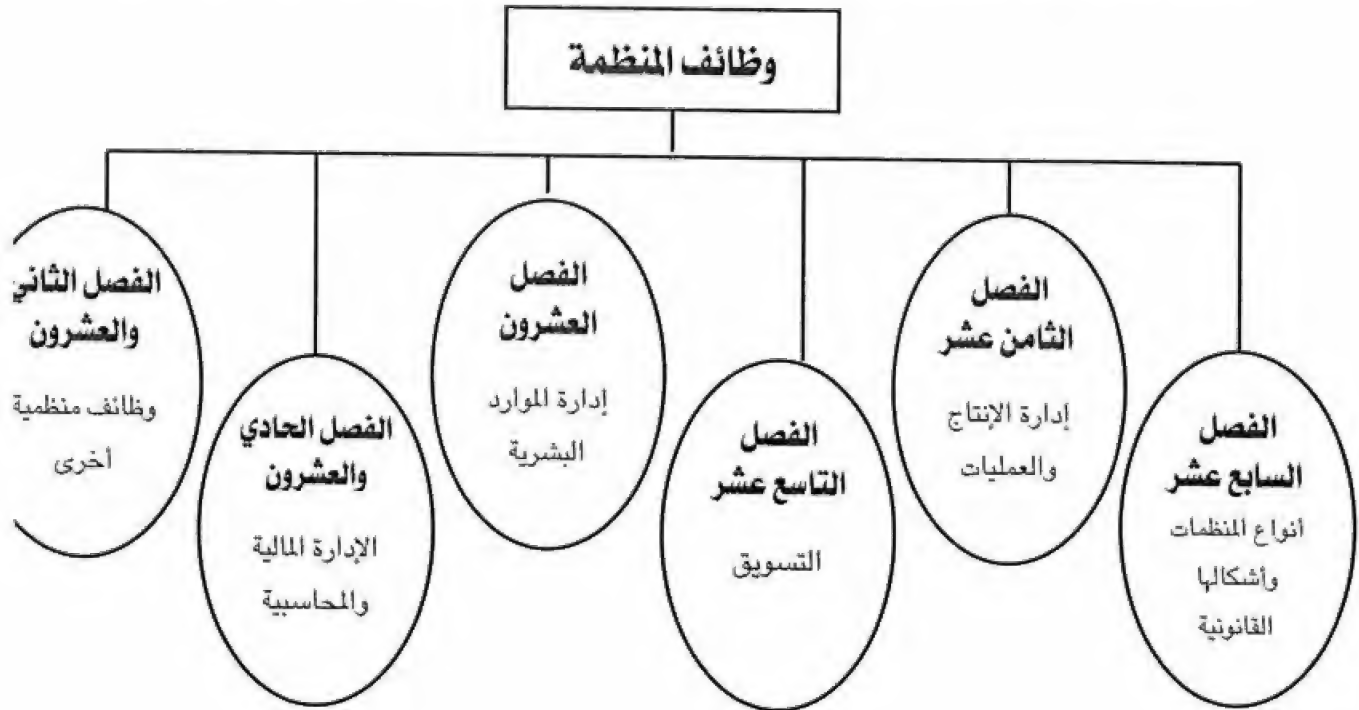 وظائف المنظمة
الفصل
السابع عشر
أنواع المنظمات
وأشكالها
القانونية
الفصل
الثامن عشر
إدارة الإنتاج
والعمليات
الفصل
التاسع عشر
التسويق
الفصل
العشرون
إدارة الموارد
البشرية
الفصل الحادي
والعشرون
الإدارة المالية
والمحاسبية
الفصل الثاني
والعشرون
وظائف منظمية
أخرى